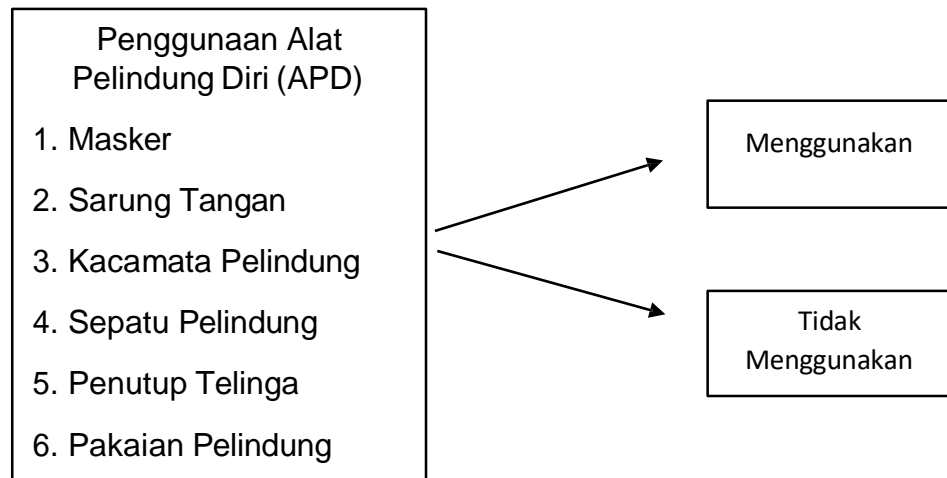 Penggunaan Alat
Pelindung Diri (APD)
1. Masker
2. Sarung Tangan
3. Kacamata Pelindung
4. Sepatu Pelindung
5. Penutup Telinga
6. Pakaian Pelindung
Menggunakan
Tidak
Menggunakan